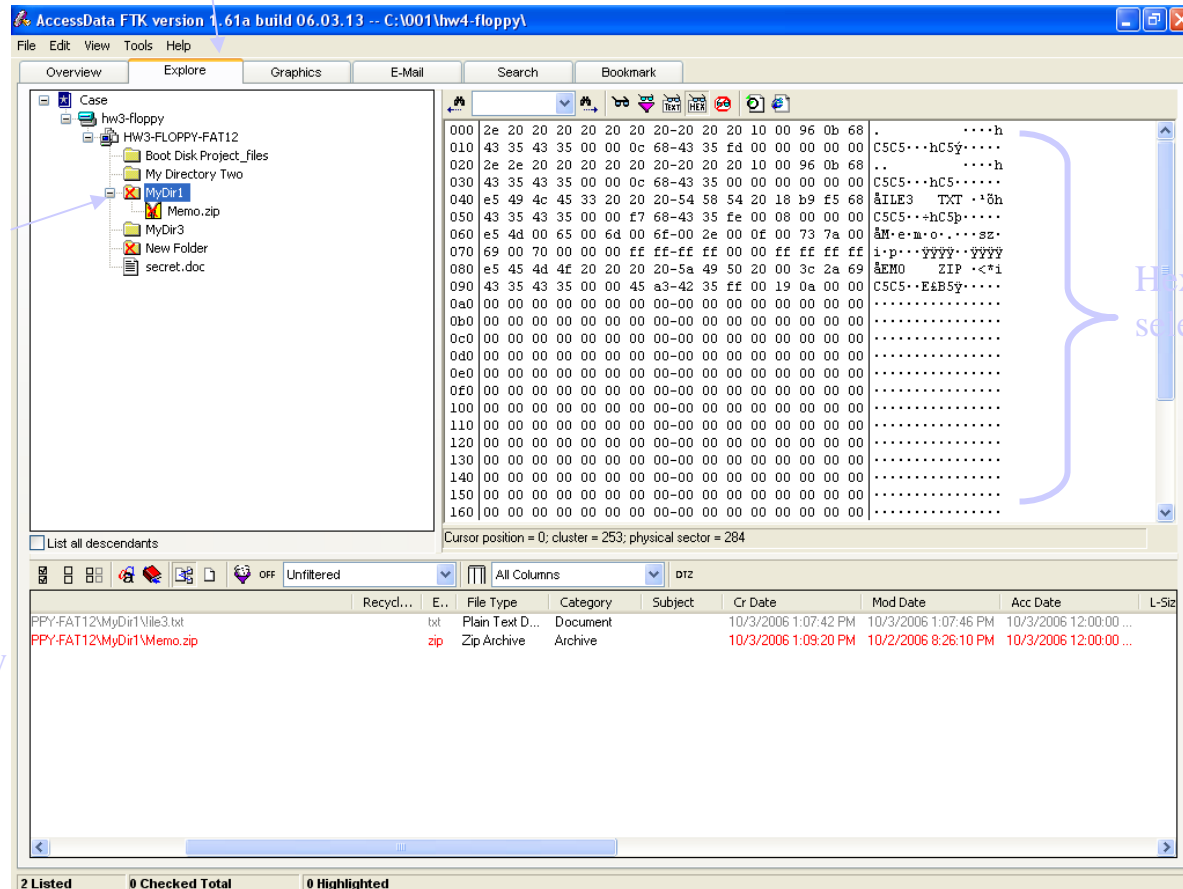 AccessData FTK version 1.61a build 06.03.13 -- C:\001\hw4-floppy\
File Edit View Tools Help
Overview Explore Graphics E-Mail Search Bookmark
Case
hw3-floppy
HW3-FLOPPY-FAT12
Boot Disk Project_files
My Directory Two
MyDir1
Memo.zip
MyDir3
New Folder
secret.doc
TEXT HEX
000 2e 20 20 20 20 20 20 20-20 20 20 10 00 96 0b 68 . ····h
010 43 35 43 35 00 00 0c 68-43 35 fd 00 00 00 00 00 C5C5···hC5ý·····
020 2e 2e 20 20 20 20 20 20-20 20 20 10 00 96 0b 68 .. ····h
030 43 35 43 35 00 00 0c 68-43 35 00 00 00 00 00 00 C5C5···hC5······
040 e5 49 4c 45 33 20 20 20-54 58 54 20 18 b9 f5 68 åILE3 TXT ·¹õh
050 43 35 43 35 00 00 f7 68-43 35 fe 00 08 00 00 00 C5C5··÷hC5þ·····
060 e5 4d 00 65 00 6d 00 6f-00 2e 00 0f 00 73 7a 00 åM·e·m·o·.···sz·
070 69 00 70 00 00 00 ff ff-ff ff 00 00 ff ff ff ff i·p···ÿÿÿÿ··ÿÿÿÿ
080 e5 45 4d 4f 20 20 20 20-5a 49 50 20 00 3c 2a 69 åEMO ZIP ·<*i
090 43 35 43 35 00 00 45 a3-42 35 ff 00 19 0a 00 00 C5C5··E£B5ÿ·····
0a0 00 00 00 00 00 00 00 00-00 00 00 00 00 00 00 00 ················
0b0 00 00 00 00 00 00 00 00-00 00 00 00 00 00 00 00 ················
0c0 00 00 00 00 00 00 00 00-00 00 00 00 00 00 00 00 ················
0d0 00 00 00 00 00 00 00 00-00 00 00 00 00 00 00 00 ················
0e0 00 00 00 00 00 00 00 00-00 00 00 00 00 00 00 00 ················
0f0 00 00 00 00 00 00 00 00-00 00 00 00 00 00 00 00 ················
100 00 00 00 00 00 00 00 00-00 00 00 00 00 00 00 00 ················
110 00 00 00 00 00 00 00 00-00 00 00 00 00 00 00 00 ················
120 00 00 00 00 00 00 00 00-00 00 00 00 00 00 00 00 ················
130 00 00 00 00 00 00 00 00-00 00 00 00 00 00 00 00 ················
140 00 00 00 00 00 00 00 00-00 00 00 00 00 00 00 00 ················
150 00 00 00 00 00 00 00 00-00 00 00 00 00 00 00 00 ················
160 00 00 00 00 00 00 00 00-00 00 00 00 00 00 00 00 ················
List all descendants
Cursor position = 0; cluster = 253; physical sector = 284
OFF Unfiltered All Columns DTZ
Recycl... E.. File Type Category Subject Cr Date Mod Date Acc Date L-Siz
PPY-FAT12\MyDir1\!ile3.txt txt Plain Text D... Document 10/3/2006 1:07:42 PM 10/3/2006 1:07:46 PM 10/3/2006 12:00:00 ...
PPY-FAT12\MyDir1\Memo.zip zip Zip Archive Archive 10/3/2006 1:09:20 PM 10/2/2006 8:26:10 PM 10/3/2006 12:00:00 ...
2 Listed 0 Checked Total 0 Highlighted